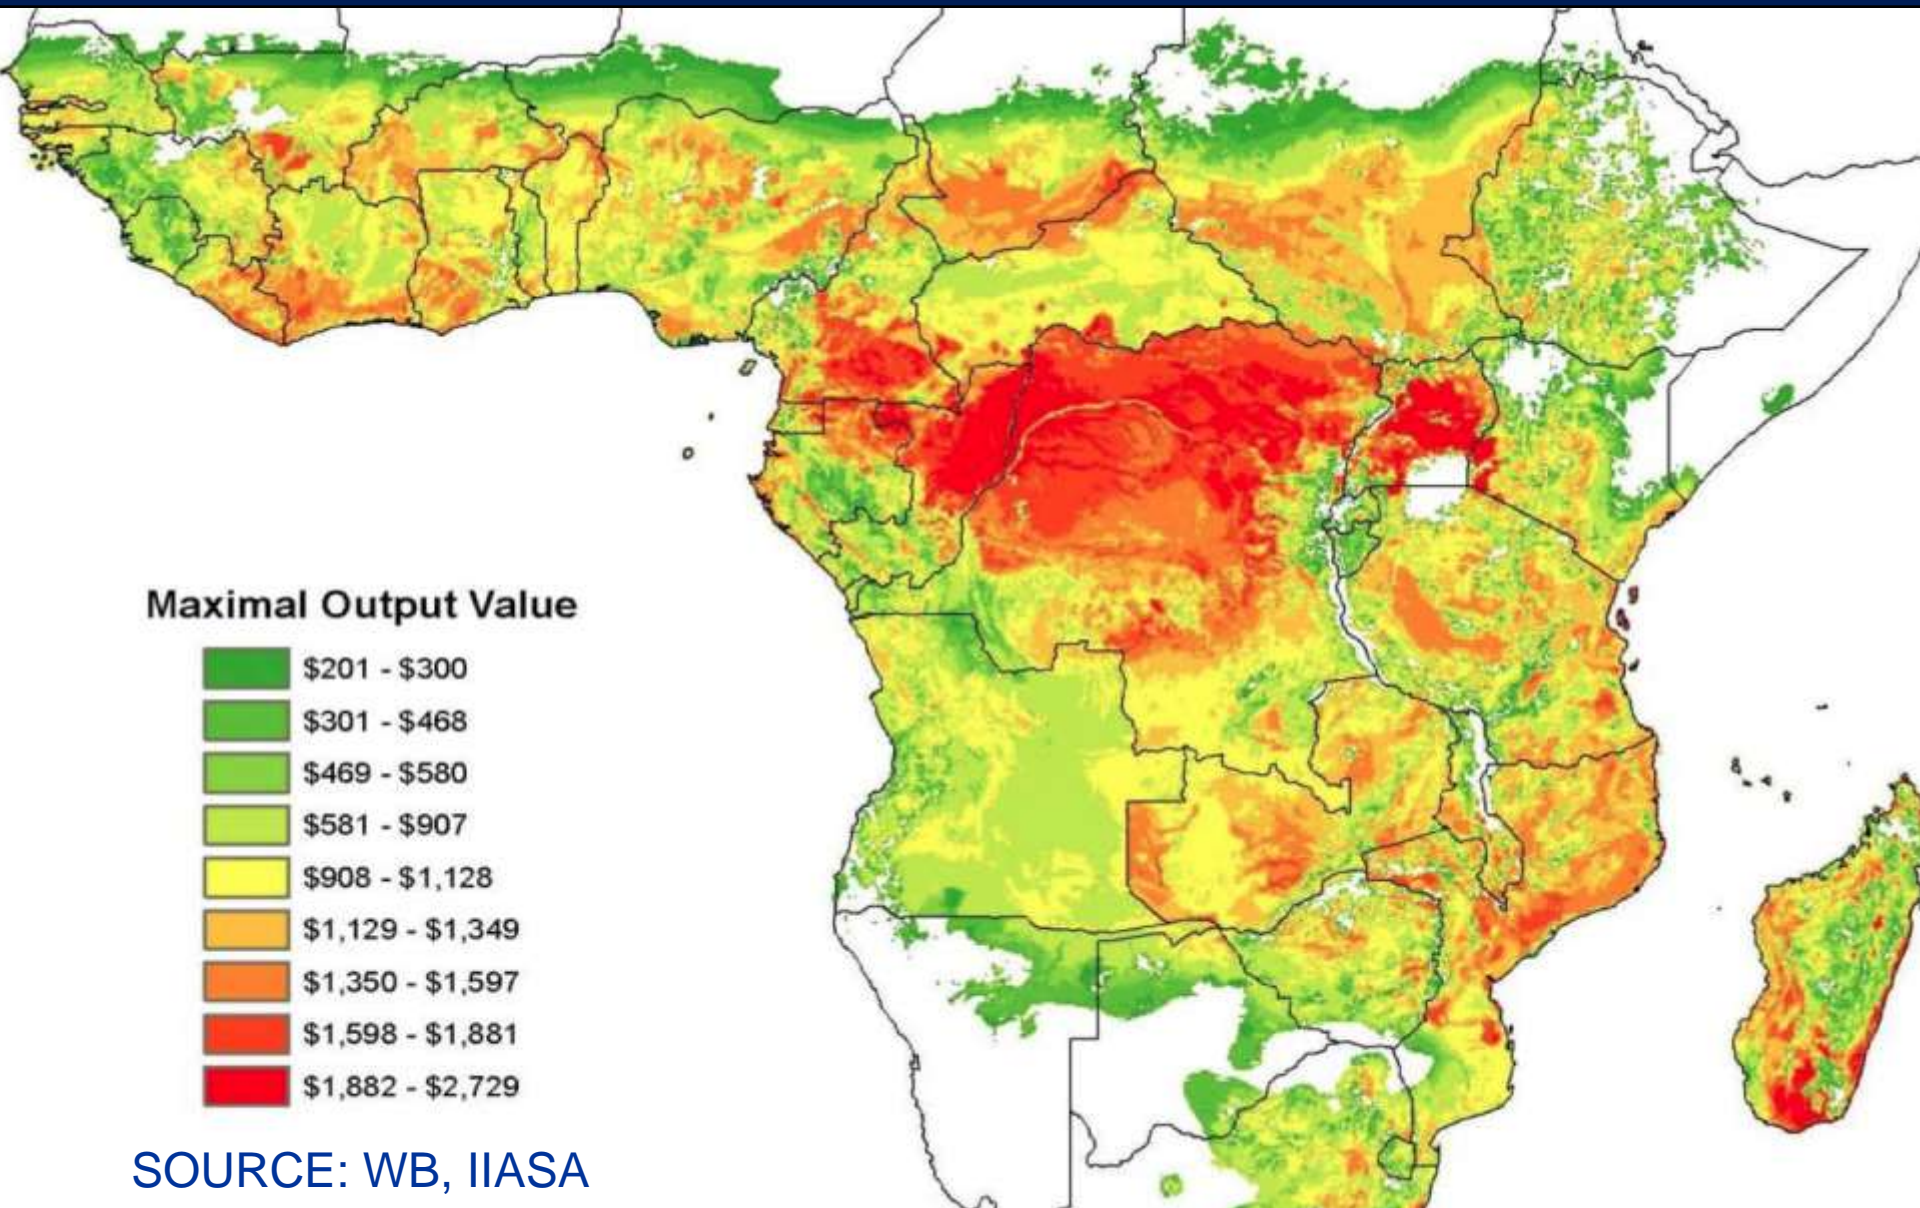 Maximal Output Value
$201 - $300
$301 - $468
$469 - $580
$581 - $907
$908 - $1,128
$1,129 - $1,349
$1,350 - $1,597
$1,598 - $1,881
$1,882 - $2,729
SOURCE: WB, IIASA